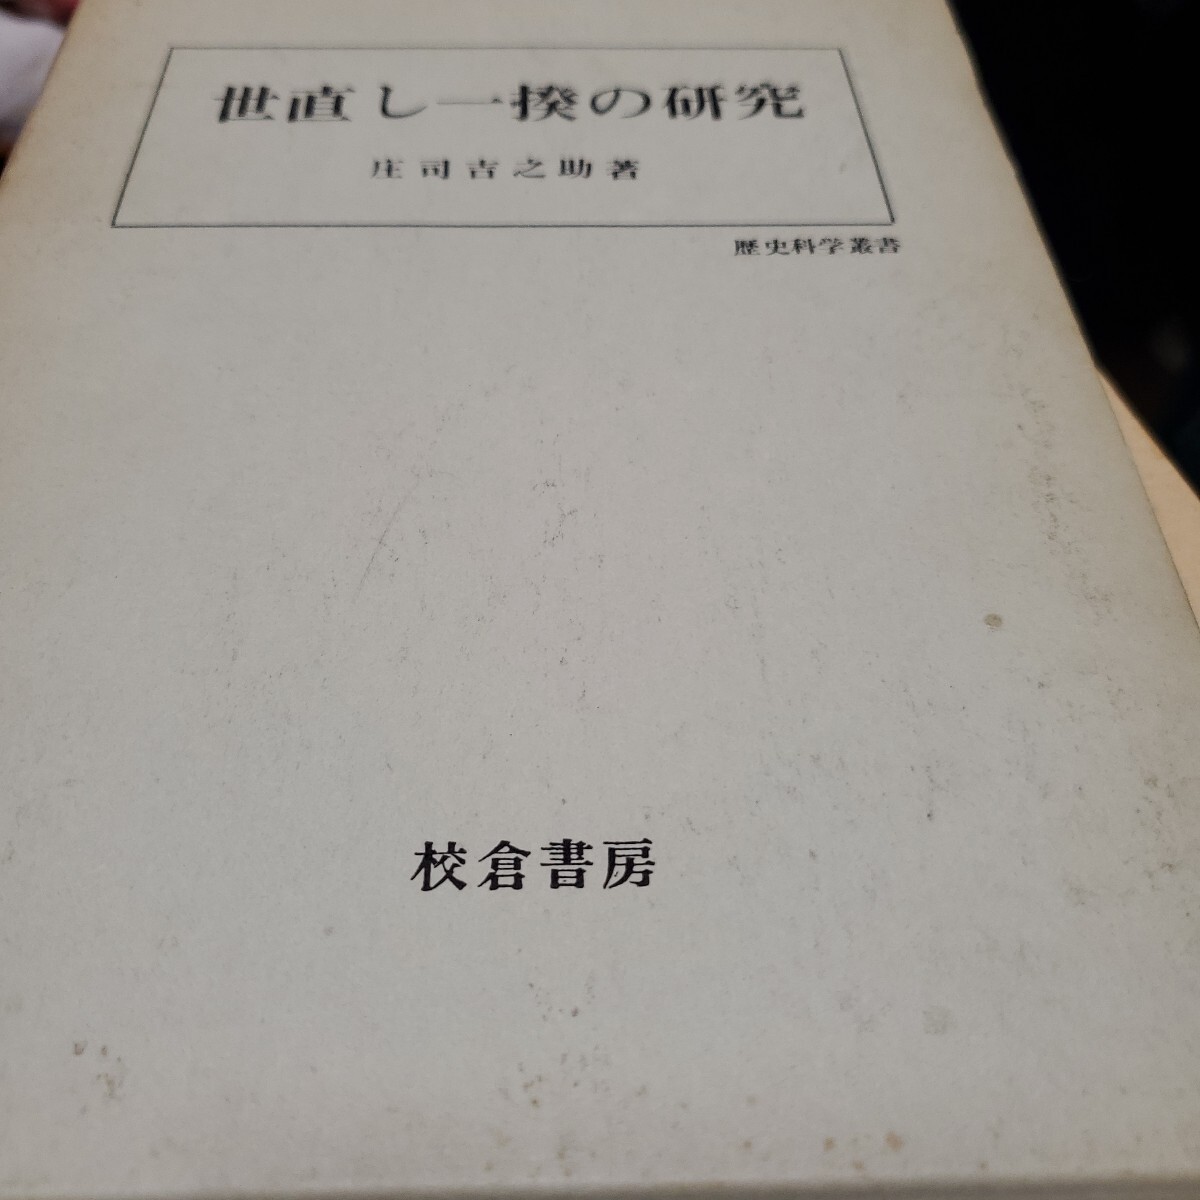 世直し一揆の研究
庄司吉之助著
歴史科学叢書
校倉書房